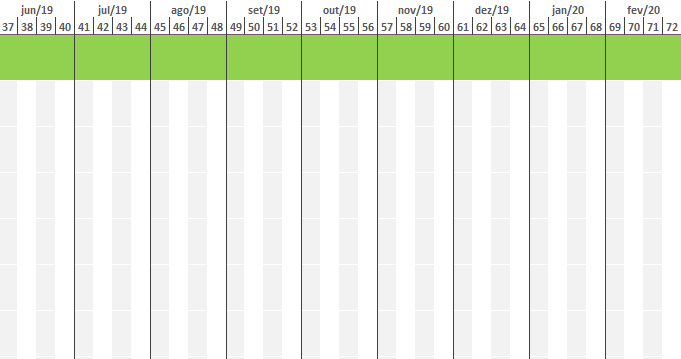 jun/19 jul/19 ago/19 set/19 out/19 nov/19 dez/19 jan/20 fev/20
37 38 39 40 41 42 43 44 45 46 47 48 49 50 51 52 53 54 55 56 57 58 59 60 61 62 63 64 65 66 67 68 69 70 71 72